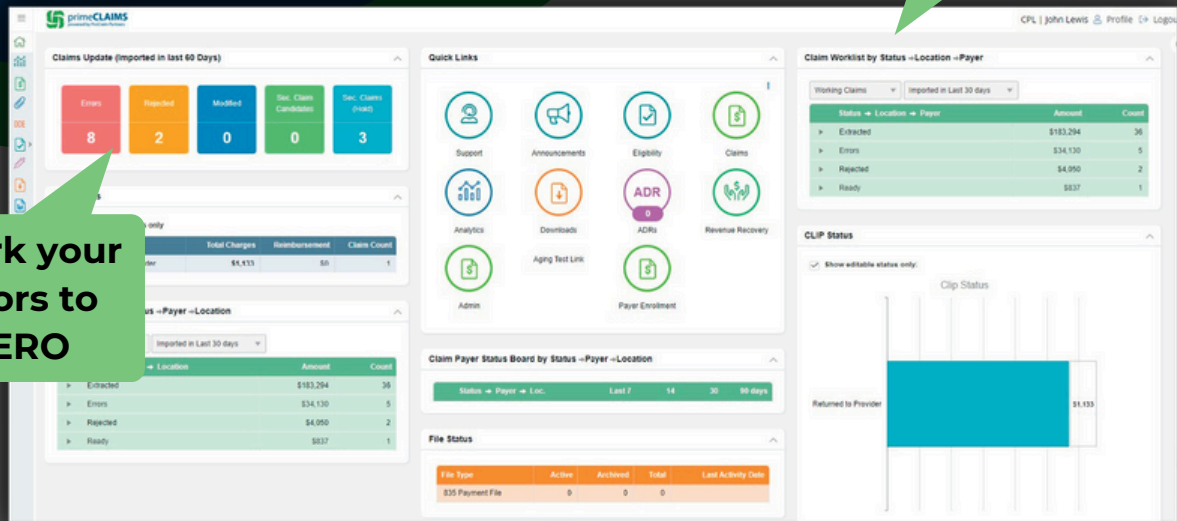 primeCLAIMS
CPL | John Lewis Profile Logou
Claims Update (Imported in last 60 Days)
Errors
8
Rejected
2
Modified
0
Sec. Claim
Candidates
0
Sec. Claims
(Hold)
3
s only
Total Charges Reimbursement Claim Count
$1,133 $0 1
rk your
ors to
ERO
us→Payer→Location
Imported in Last 30 days
→ Location Amount Count
Extracted $183,294 36
Errors $34,130 5
Rejected $4,050 2
Ready $837 1
Quick Links
Support
Announcements
Eligibility
Claims
Analytics
Downloads
ADR
0
ADRs
Revenue Recovery
Admin
Aging Test Link
Payer Enrollment
Claim Payer Status Board by Status→Payer→Location
Status → Payor → Loc. Last 7 14 30 90 days
File Status
File Type Active Archived Total Last Activity Date
835 Payment File 0 0 0
Claim Worklist by Status→Location→Payer
Working Claims Imported in Last 30 days
Status → Location → Payer Amount Count
Extracted $183,294 36
Errors $34,130 5
Rejected $4,050 2
Ready $837 1
CLIP Status
Show editable status only:
Clip Status
Returned to Provider
$1,133